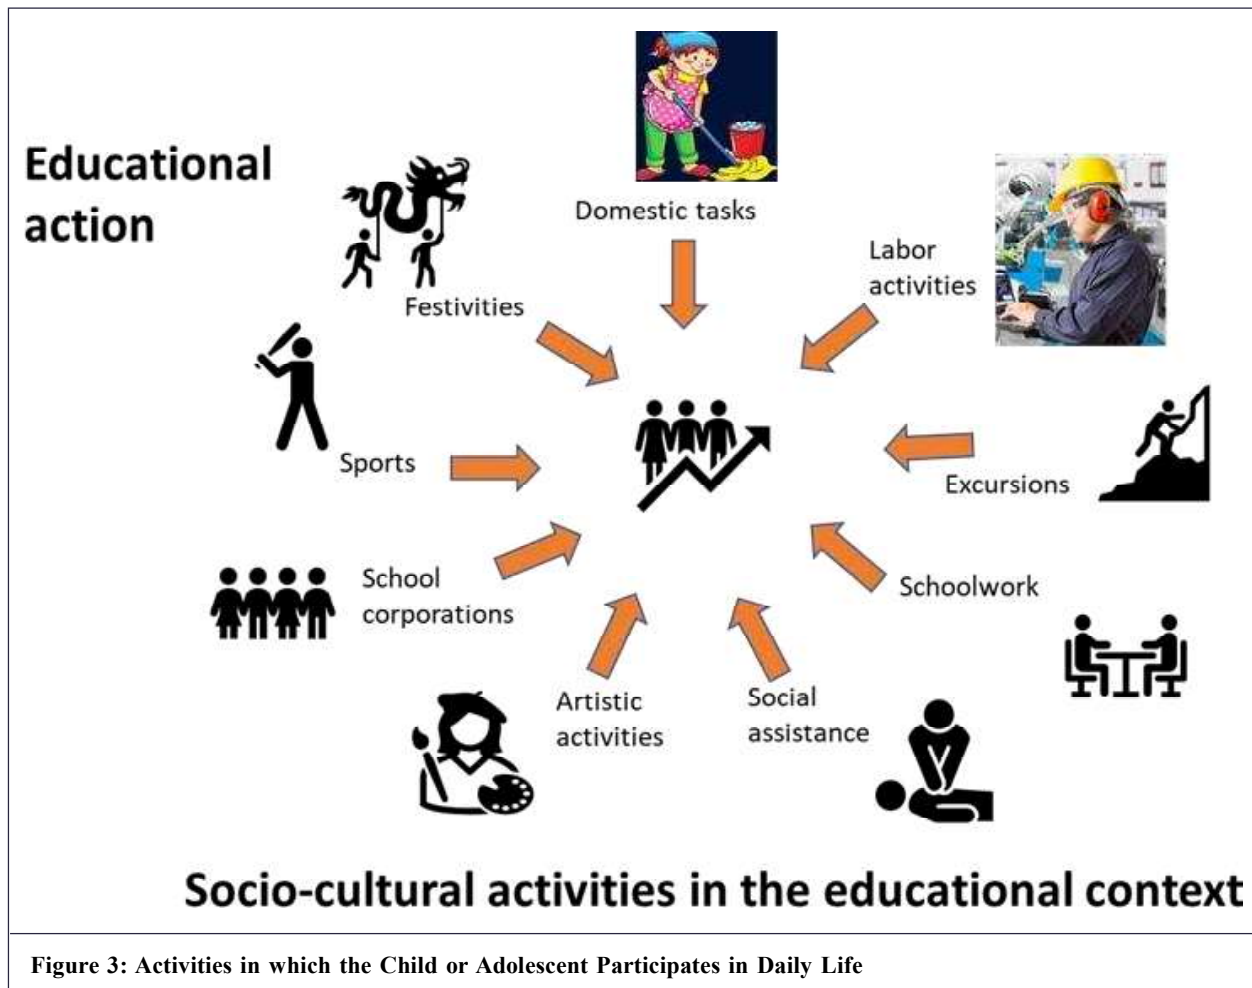 Educational
action
Domestic tasks
Labor
activities
Festivities
Sports
Excursions
School
corporations
Schoolwork
Artistic
activities
Social
assistance
Socio-cultural activities in the educational context
Figure 3: Activities in which the Child or Adolescent Participates in Daily Life